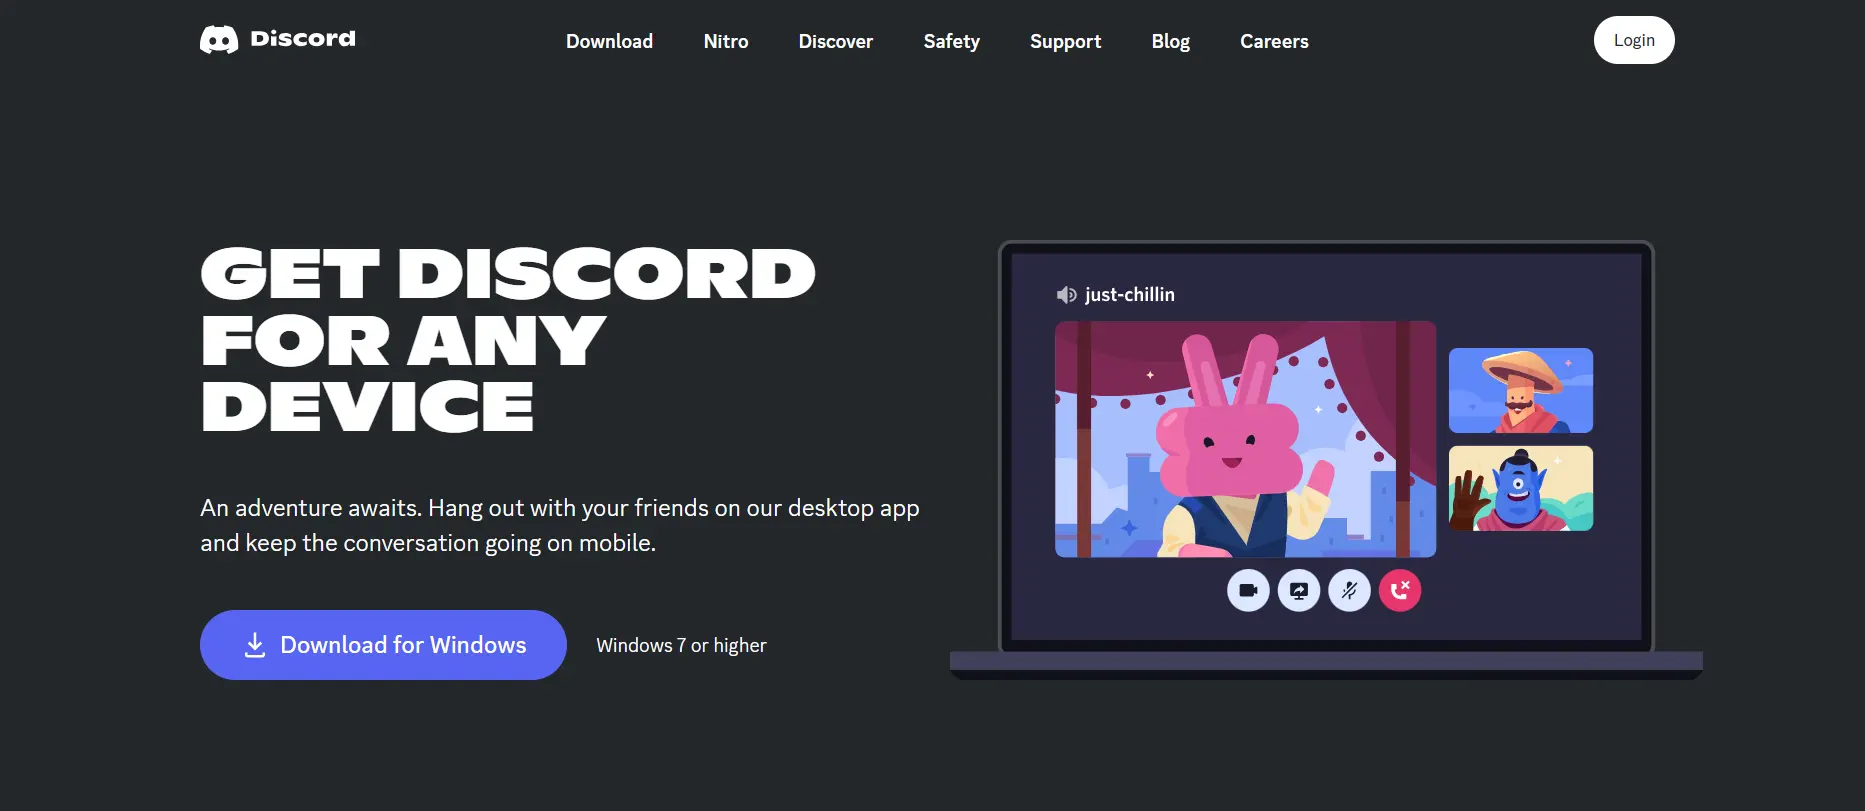 Discord
Download Nitro Discover Safety Support Blog Careers
Login
GET DISCORD
FOR ANY
DEVICE
An adventure awaits. Hang out with your friends on our desktop app
and keep the conversation going on mobile.
Download for Windows
Windows 7 or higher
just-chillin